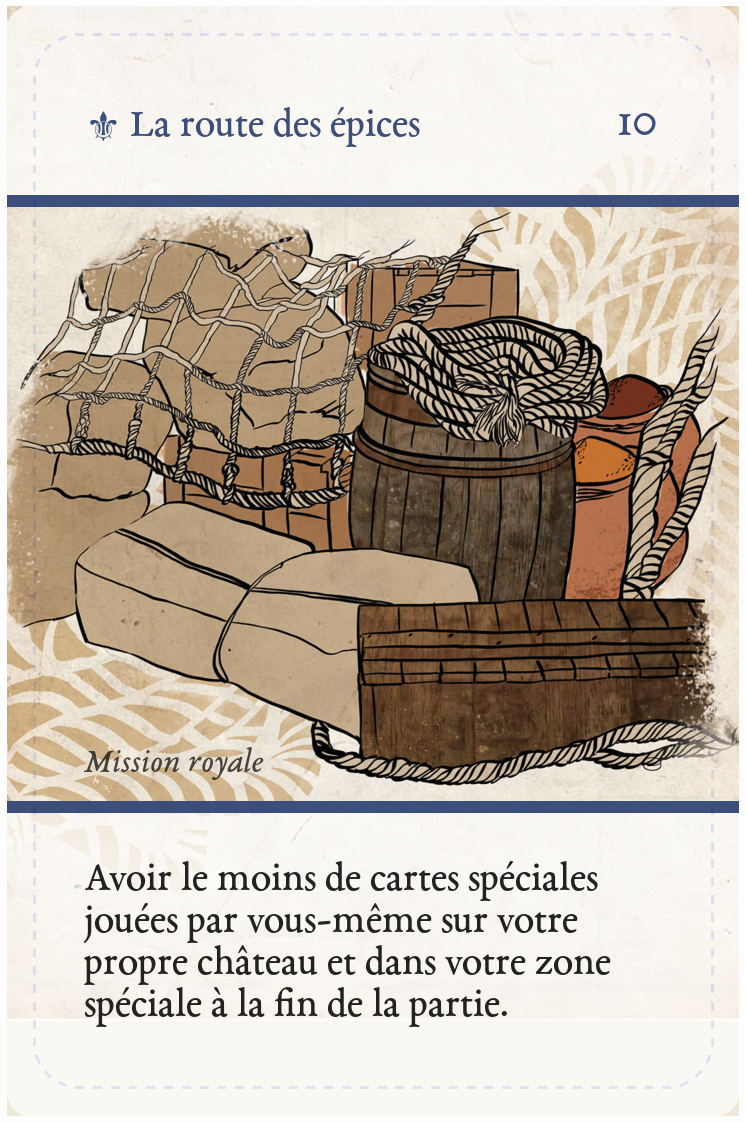 La route des épices 10
Mission royale
Avoir le moins de cartes spéciales
jouées par vous-même sur votre
propre château et dans votre zone
spéciale à la fin de la partie.